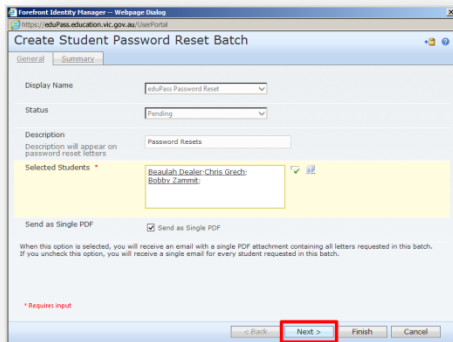 Forefront Identity Manager -- Webpage Dialog
https://eduPass.education.vic.gov.au/UserPortal
Create Student Password Reset Batch
General Summary
Display Name eduPass Password Reset
Status Pending
Description Password Resets
Description will appear on
password reset letters
Selected Students * Beaulah Dealer;Chris Grech;
Bobby Zammit;
Send as Single PDF Send as Single PDF
When this option is selected, you will receive an email with a single PDF attachment containing all letters requested in this batch.
If you uncheck this option, you will receive a single email for every student requested in this batch.
* Requires input
< Back Next > Finish Cancel